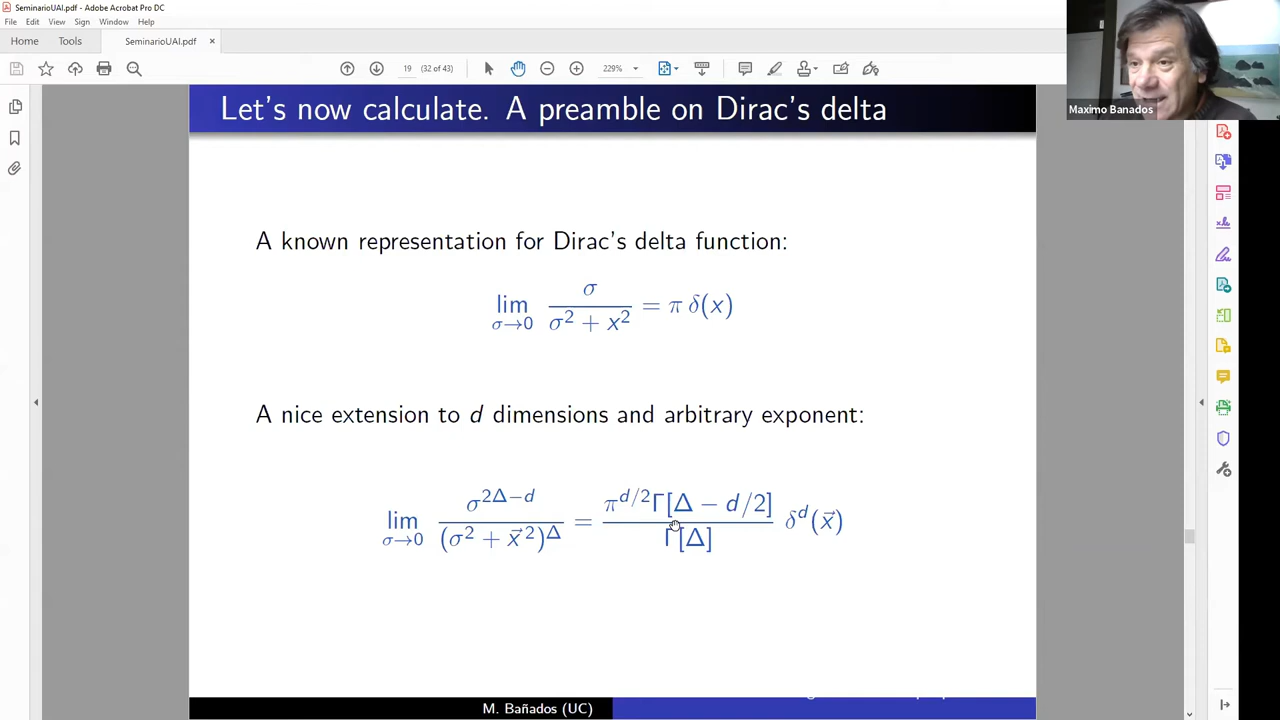 SeminarioUAI.pdf - Adobe Acrobat Pro DC
File Edit View Sign Window Help
Home Tools SeminarioUAI.pdf ×
19 (32 of 43) 229%
Maximo Banados
Let's now calculate. A preamble on Dirac's delta
A known representation for Dirac's delta function:
lim_{σ→0} σ / (σ² + x²) = π δ(x)
A nice extension to d dimensions and arbitrary exponent:
lim_{σ→0} σ^{2Δ−d} / (σ² + x⃗ ²)^Δ = π^{d/2}Γ[Δ − d/2] / Γ[Δ] δ^d(x⃗)
M. Bañados (UC)